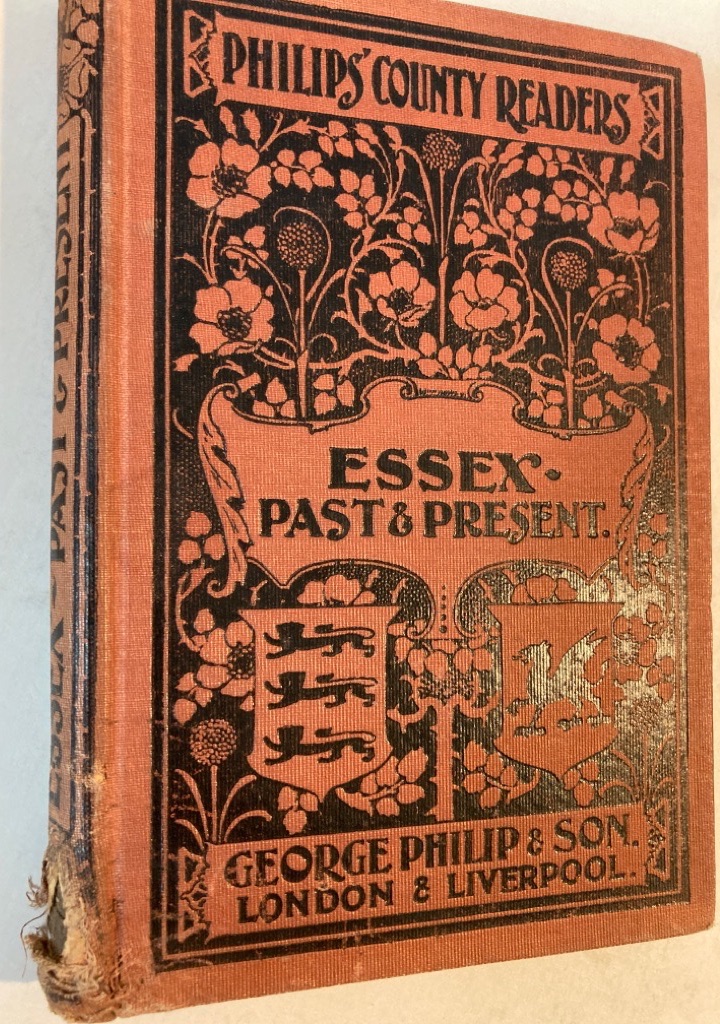 PHILIPS' COUNTY READERS
ESSEX-
PAST & PRESENT.
GEORGE PHILIP & SON.
LONDON & LIVERPOOL.
ESSEX - PAST & PRESENT